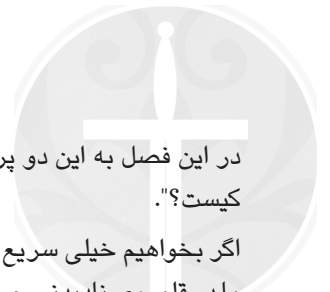 در این فصل به این دو پر
کیست؟".
اگر بخواهیم خیلی سریع